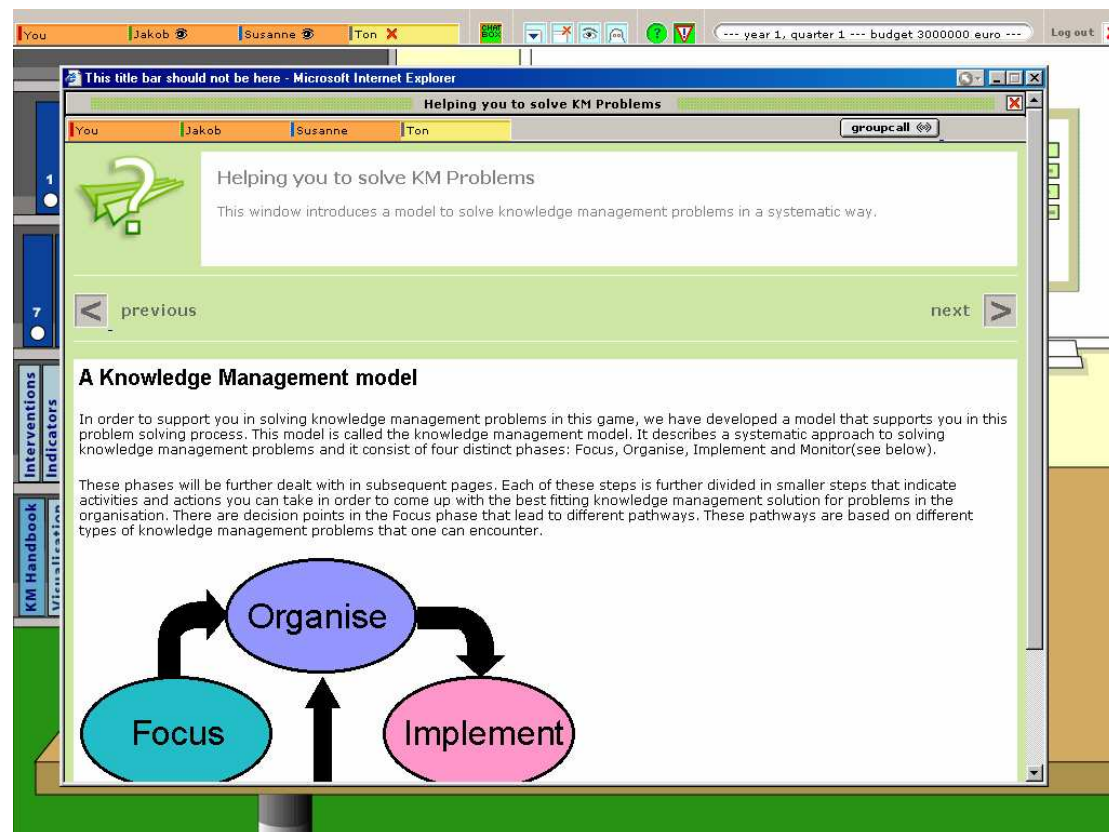 You Jakob Susanne Ton CHAT BOX --- year 1, quarter 1 --- budget 3000000 euro --- Log out
This title bar should not be here - Microsoft Internet Explorer
Helping you to solve KM Problems
You Jakob Susanne Ton groupcall
Helping you to solve KM Problems
This window introduces a model to solve knowledge management problems in a systematic way.
< previous next >
A Knowledge Management model
In order to support you in solving knowledge management problems in this game, we have developed a model that supports you in this
problem solving process. This model is called the knowledge management model. It describes a systematic approach to solving
knowledge management problems and it consist of four distinct phases: Focus, Organise, Implement and Monitor(see below).
These phases will be further dealt with in subsequent pages. Each of these steps is further divided in smaller steps that indicate
activities and actions you can take in order to come up with the best fitting knowledge management solution for problems in the
organisation. There are decision points in the Focus phase that lead to different pathways. These pathways are based on different
types of knowledge management problems that one can encounter.
Organise
Focus
Implement
1
7
Interventions
Indicators
KM Handbook
Visualisation